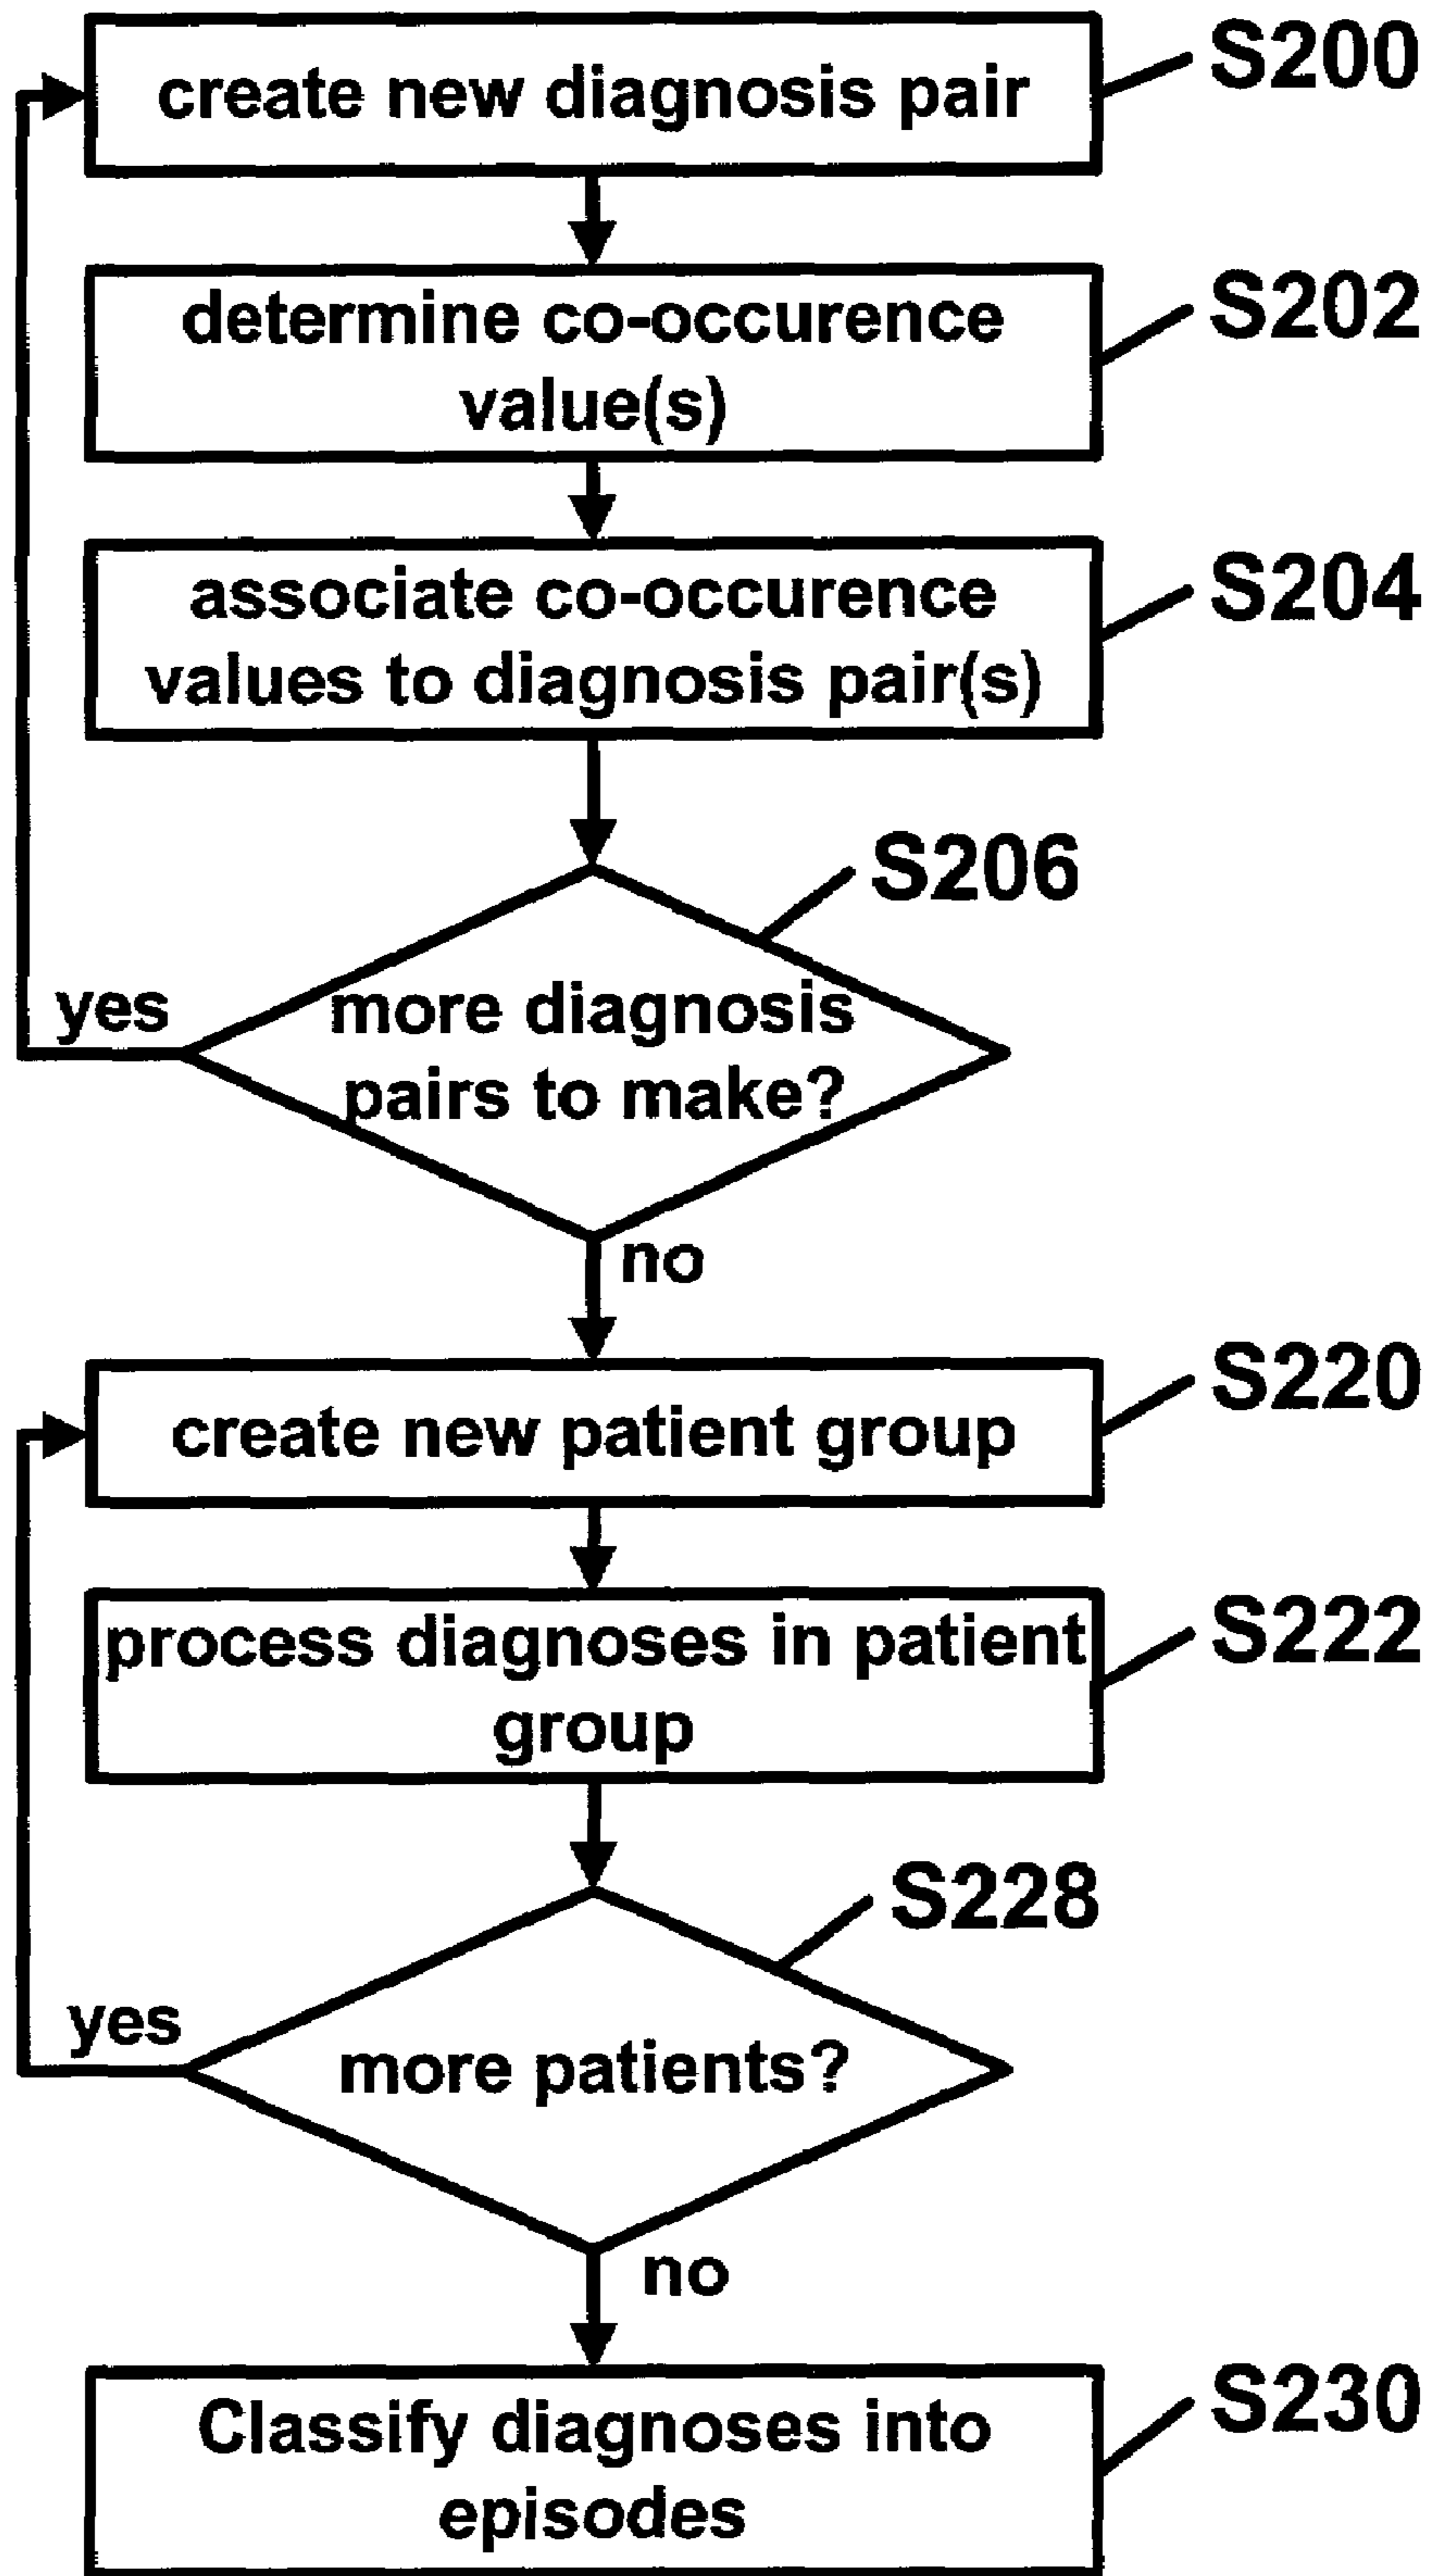 create new diagnosis pair
S200
determine co-occurence
value(s)
S202
associate co-occurence
values to diagnosis pair(s)
S204
S206
yes
more diagnosis
pairs to make?
no
create new patient group
S220
process diagnoses in patient
group
S222
S228
yes
more patients?
no
Classify diagnoses into
episodes
S230